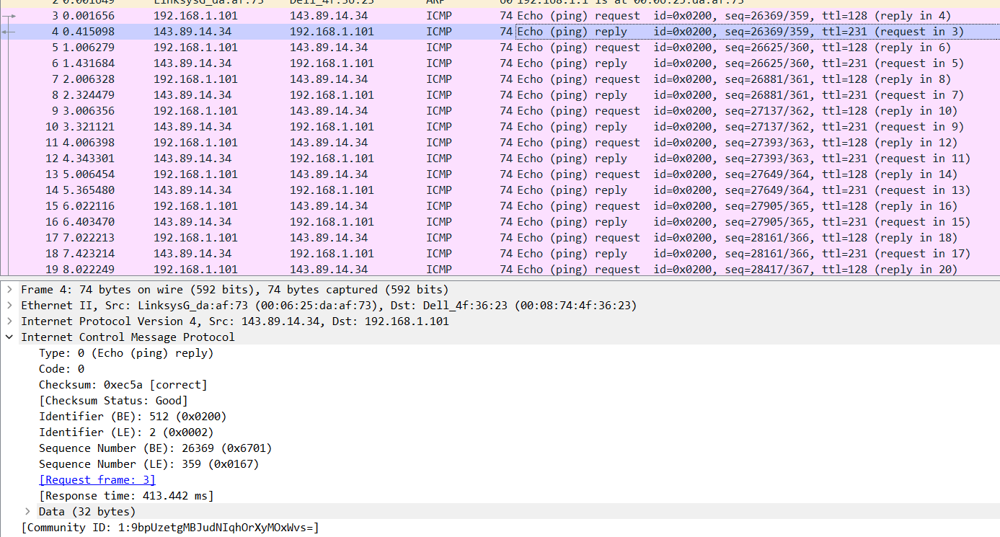 2 0.001649 LinksysG_da:af:73 Dell_4f:36:23 ARP 60 192.168.1.1 is at 00:06:25:da:af:73
3 0.001656 192.168.1.101 143.89.14.34 ICMP 74 Echo (ping) request id=0x0200, seq=26369/359, ttl=128 (reply in 4)
4 0.415098 143.89.14.34 192.168.1.101 ICMP 74 Echo (ping) reply id=0x0200, seq=26369/359, ttl=231 (request in 3)
5 1.006279 192.168.1.101 143.89.14.34 ICMP 74 Echo (ping) request id=0x0200, seq=26625/360, ttl=128 (reply in 6)
6 1.431684 143.89.14.34 192.168.1.101 ICMP 74 Echo (ping) reply id=0x0200, seq=26625/360, ttl=231 (request in 5)
7 2.006328 192.168.1.101 143.89.14.34 ICMP 74 Echo (ping) request id=0x0200, seq=26881/361, ttl=128 (reply in 8)
8 2.324479 143.89.14.34 192.168.1.101 ICMP 74 Echo (ping) reply id=0x0200, seq=26881/361, ttl=231 (request in 7)
9 3.006356 192.168.1.101 143.89.14.34 ICMP 74 Echo (ping) request id=0x0200, seq=27137/362, ttl=128 (reply in 10)
10 3.321121 143.89.14.34 192.168.1.101 ICMP 74 Echo (ping) reply id=0x0200, seq=27137/362, ttl=231 (request in 9)
11 4.006398 192.168.1.101 143.89.14.34 ICMP 74 Echo (ping) request id=0x0200, seq=27393/363, ttl=128 (reply in 12)
12 4.343301 143.89.14.34 192.168.1.101 ICMP 74 Echo (ping) reply id=0x0200, seq=27393/363, ttl=231 (request in 11)
13 5.006454 192.168.1.101 143.89.14.34 ICMP 74 Echo (ping) request id=0x0200, seq=27649/364, ttl=128 (reply in 14)
14 5.365480 143.89.14.34 192.168.1.101 ICMP 74 Echo (ping) reply id=0x0200, seq=27649/364, ttl=231 (request in 13)
15 6.022116 192.168.1.101 143.89.14.34 ICMP 74 Echo (ping) request id=0x0200, seq=27905/365, ttl=128 (reply in 16)
16 6.403470 143.89.14.34 192.168.1.101 ICMP 74 Echo (ping) reply id=0x0200, seq=27905/365, ttl=231 (request in 15)
17 7.022213 192.168.1.101 143.89.14.34 ICMP 74 Echo (ping) request id=0x0200, seq=28161/366, ttl=128 (reply in 18)
18 7.423214 143.89.14.34 192.168.1.101 ICMP 74 Echo (ping) reply id=0x0200, seq=28161/366, ttl=231 (request in 17)
19 8.022249 192.168.1.101 143.89.14.34 ICMP 74 Echo (ping) request id=0x0200, seq=28417/367, ttl=128 (reply in 20)
Frame 4: 74 bytes on wire (592 bits), 74 bytes captured (592 bits)
Ethernet II, Src: LinksysG_da:af:73 (00:06:25:da:af:73), Dst: Dell_4f:36:23 (00:08:74:4f:36:23)
Internet Protocol Version 4, Src: 143.89.14.34, Dst: 192.168.1.101
Internet Control Message Protocol
Type: 0 (Echo (ping) reply)
Code: 0
Checksum: 0xec5a [correct]
[Checksum Status: Good]
Identifier (BE): 512 (0x0200)
Identifier (LE): 2 (0x0002)
Sequence Number (BE): 26369 (0x6701)
Sequence Number (LE): 359 (0x0167)
[Request frame: 3]
[Response time: 413.442 ms]
Data (32 bytes)
[Community ID: 1:9bpUzetgMBJudNIqhOrXyMOxWvs=]